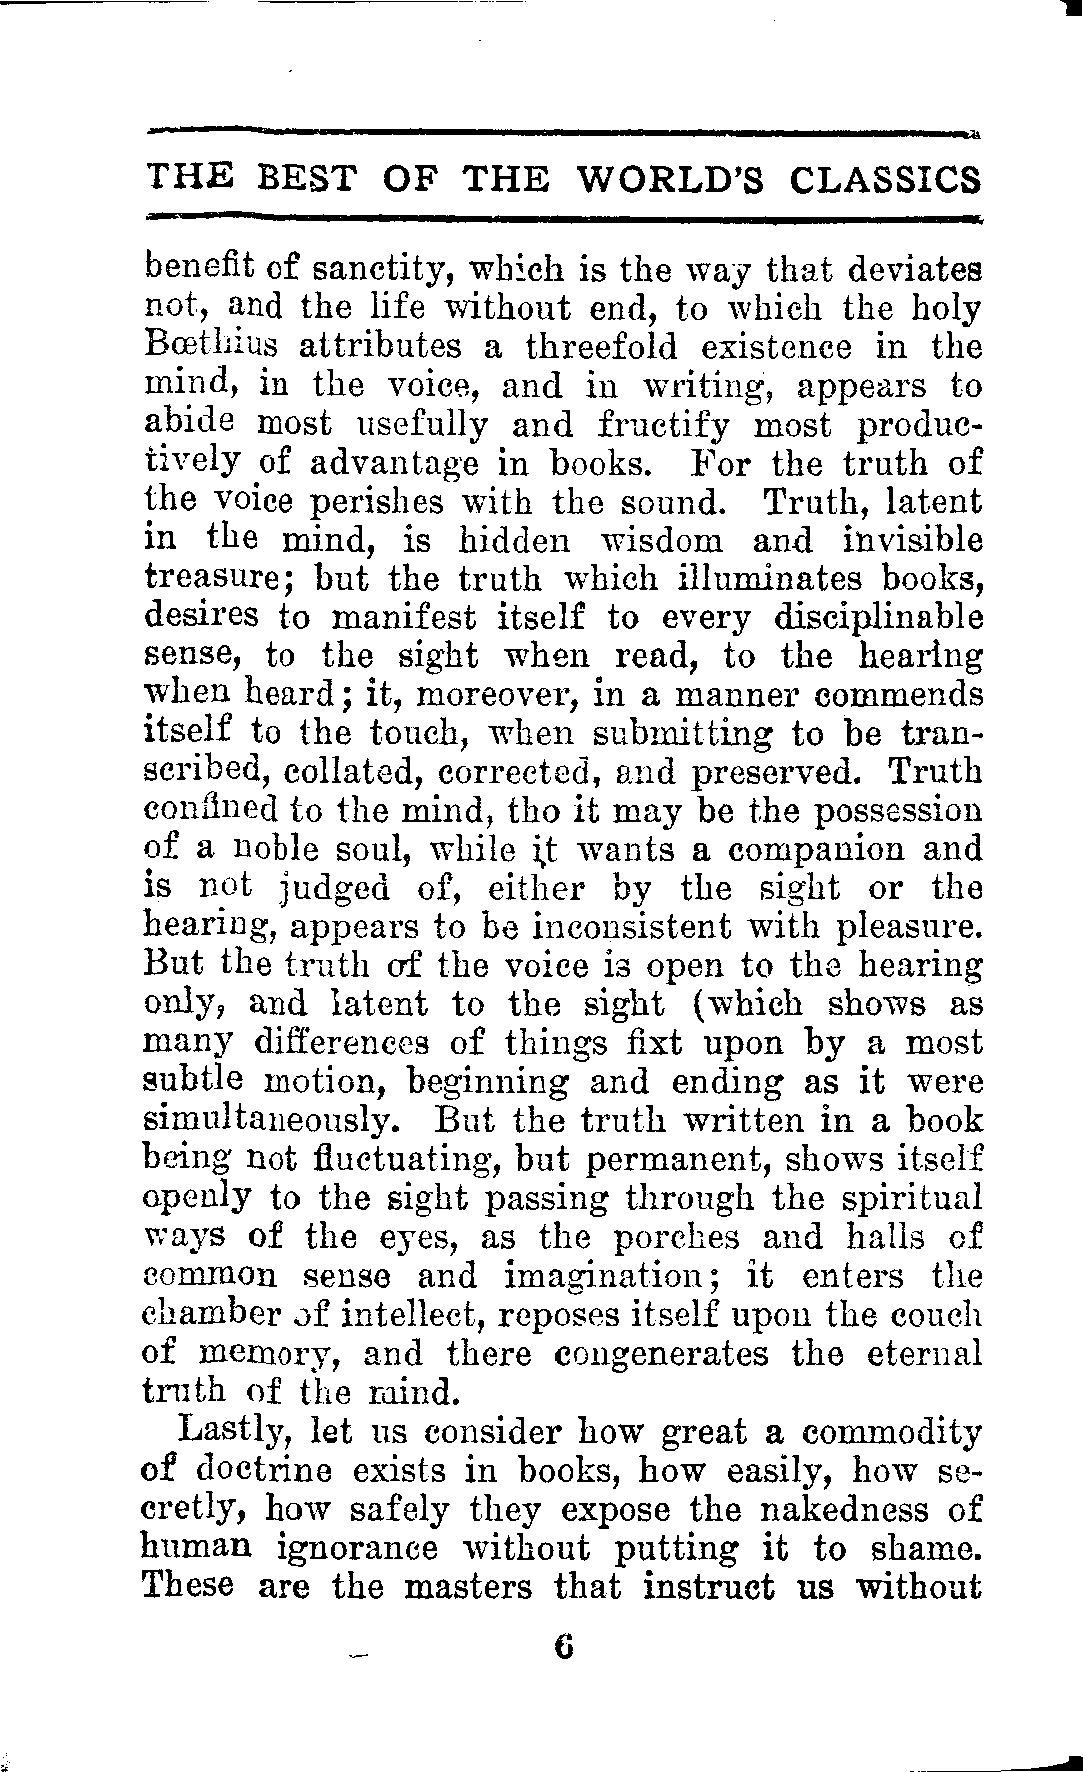 THE BEST OF THE WORLD'S CLASSICS
benefit of sanctity, which is the way that deviates
not, and the life without end, to which the holy
Bœthius attributes a threefold existence in the
mind, in the voice, and in writing, appears to
abide most usefully and fructify most produc-
tively of advantage in books. For the truth of
the voice perishes with the sound. Truth, latent
in the mind, is hidden wisdom and invisible
treasure; but the truth which illuminates books,
desires to manifest itself to every disciplinable
sense, to the sight when read, to the hearing
when heard; it, moreover, in a manner commends
itself to the touch, when submitting to be tran-
scribed, collated, corrected, and preserved. Truth
confined to the mind, tho it may be the possession
of a noble soul, while it wants a companion and
is not judged of, either by the sight or the
hearing, appears to be inconsistent with pleasure.
But the truth of the voice is open to the hearing
only, and latent to the sight (which shows as
many differences of things fixt upon by a most
subtle motion, beginning and ending as it were
simultaneously. But the truth written in a book
being not fluctuating, but permanent, shows itself
openly to the sight passing through the spiritual
ways of the eyes, as the porches and halls of
common sense and imagination; it enters the
chamber of intellect, reposes itself upon the couch
of memory, and there congenerates the eternal
truth of the mind.
Lastly, let us consider how great a commodity
of doctrine exists in books, how easily, how se-
cretly, how safely they expose the nakedness of
human ignorance without putting it to shame.
These are the masters that instruct us without
6